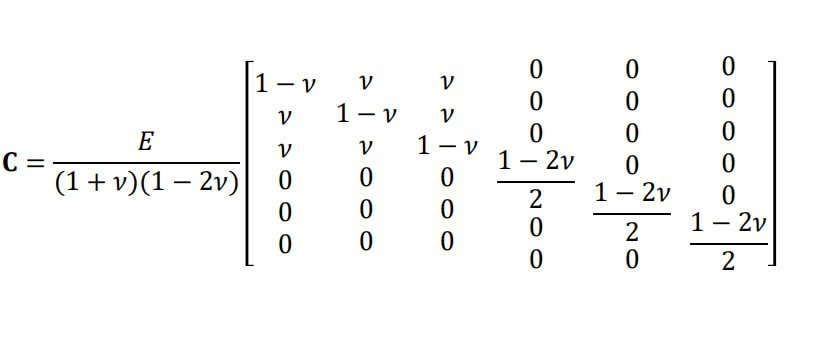 C = E / (1 + ν)(1 − 2ν) [
1 − ν ν ν 0 0 0
ν 1 − ν ν 0 0 0
ν ν 1 − ν 0 0 0
0 0 0 1 − 2ν / 2 0 0
0 0 0 0 1 − 2ν / 2 0
0 0 0 0 0 1 − 2ν / 2
]